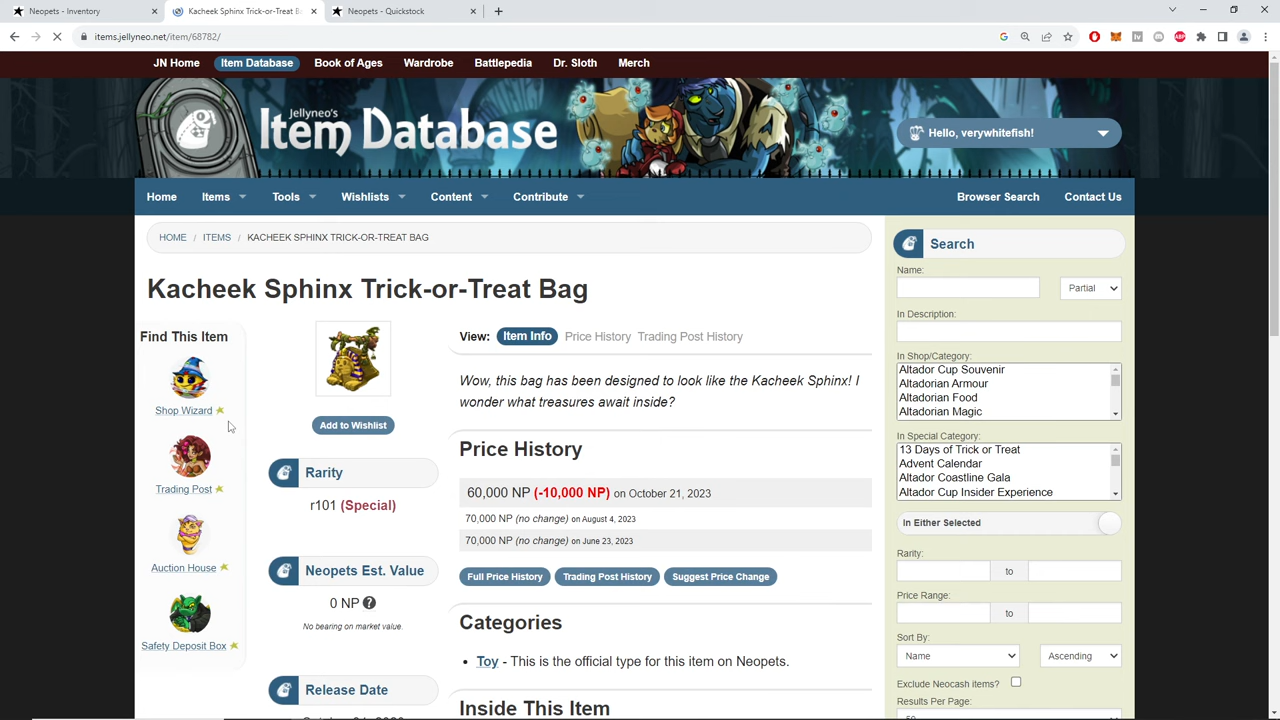 Neopets - Inventory
Kacheek Sphinx Trick-or-Treat Ba
Neopets - Quickstock
items.jellyneo.net/item/68782/
JN Home
Item Database
Book of Ages
Wardrobe
Battlepedia
Dr. Sloth
Merch
Jellyneo's
Item Database
Hello, verywhitefish!
Home
Items
Tools
Wishlists
Content
Contribute
Browser Search
Contact Us
HOME / ITEMS / KACHEEK SPHINX TRICK-OR-TREAT BAG
Kacheek Sphinx Trick-or-Treat Bag
Find This Item
Shop Wizard
Trading Post
Auction House
Safety Deposit Box
Add to Wishlist
Rarity
r101 (Special)
Neopets Est. Value
0 NP ?
No bearing on market value.
Release Date
View: Item Info Price History Trading Post History
Wow, this bag has been designed to look like the Kacheek Sphinx! I
wonder what treasures await inside?
Price History
60,000 NP (-10,000 NP) on October 21, 2023
70,000 NP (no change) on August 4, 2023
70,000 NP (no change) on June 23, 2023
Full Price History
Trading Post History
Suggest Price Change
Categories
• Toy - This is the official type for this item on Neopets.
Inside This Item
Search
Name:
Partial
In Description:
In Shop/Category:
Altador Cup Souvenir
Altadorian Armour
Altadorian Food
Altadorian Magic
In Special Category:
13 Days of Trick or Treat
Advent Calendar
Altador Coastline Gala
Altador Cup Insider Experience
In Either Selected
Rarity:
to
Price Range:
to
Sort By:
Name
Ascending
Exclude Neocash items?
Results Per Page: